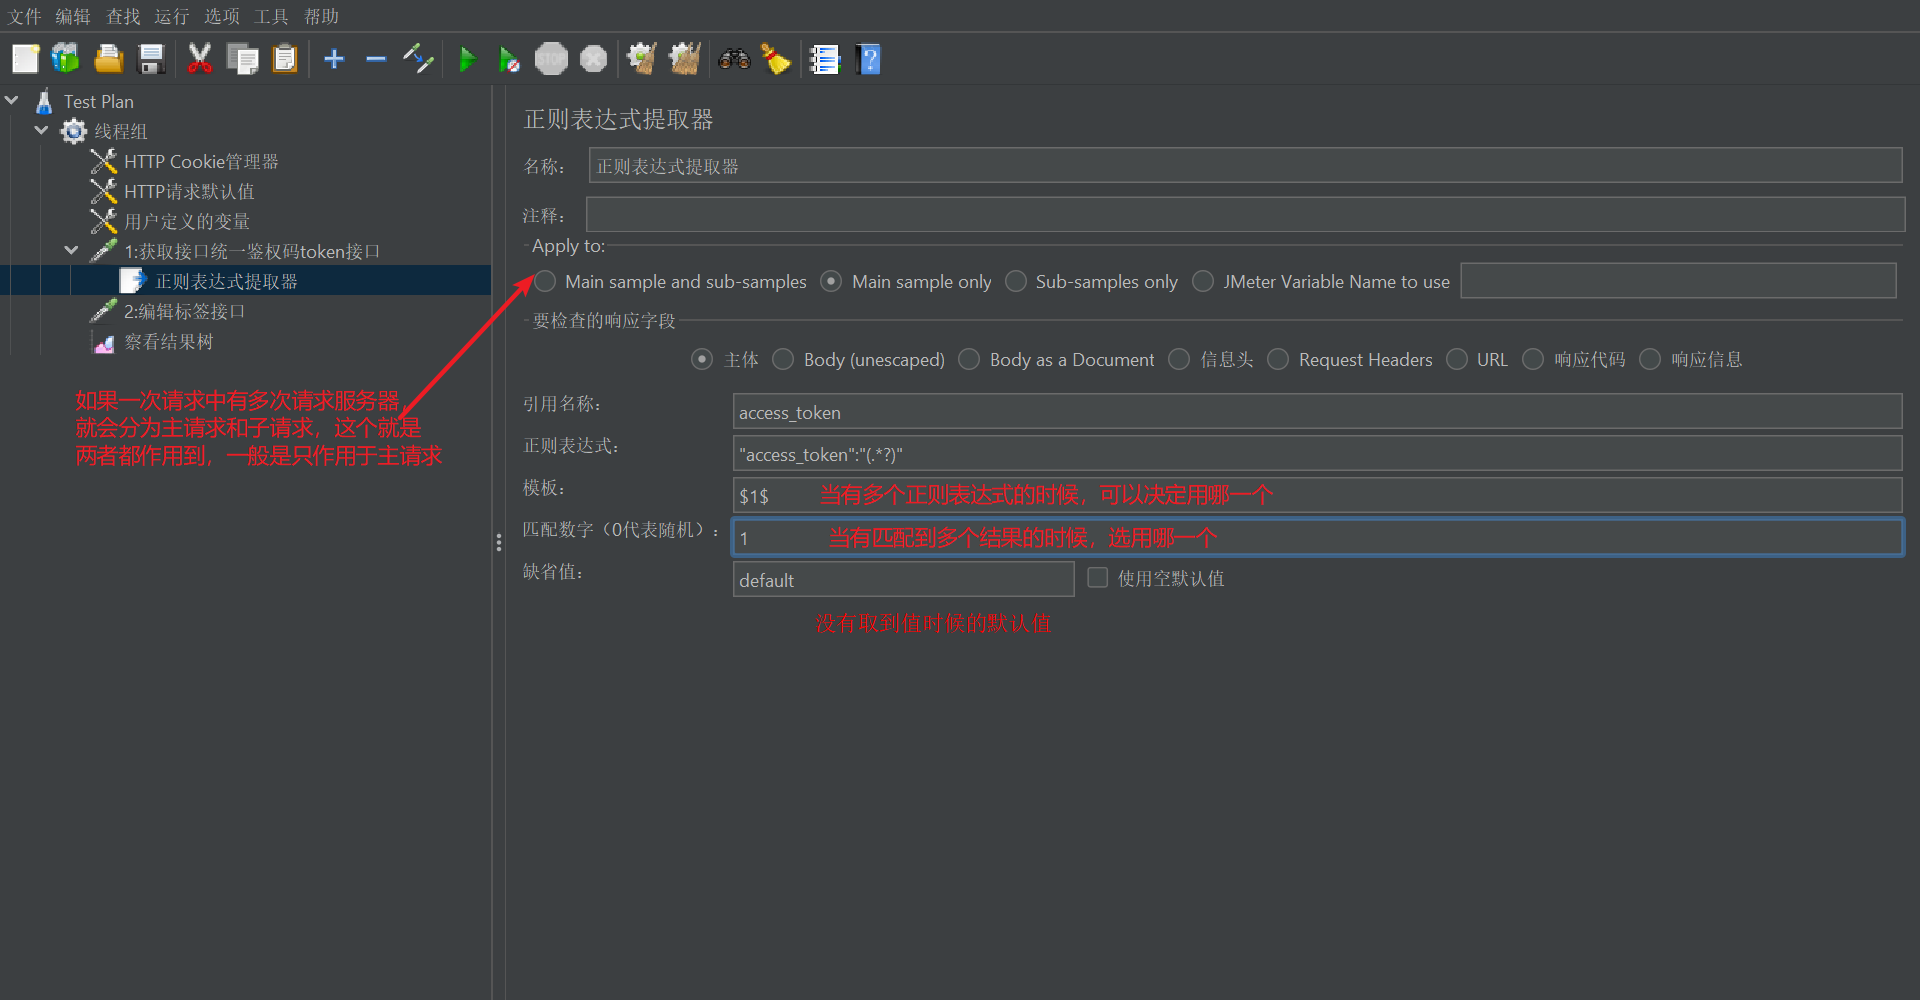 文件 编辑 查找 运行 选项 工具 帮助
STOP
Test Plan
线程组
HTTP Cookie管理器
HTTP请求默认值
用户定义的变量
1:获取接口统一鉴权码token接口
正则表达式提取器
2:编辑标签接口
察看结果树
如果一次请求中有多次请求服务器,
就会分为主请求和子请求，这个就是
两者都作用到，一般是只作用于主请求
正则表达式提取器
名称： 正则表达式提取器
注释：
Apply to:
Main sample and sub-samples Main sample only Sub-samples only JMeter Variable Name to use
要检查的响应字段
主体 Body (unescaped) Body as a Document 信息头 Request Headers URL 响应代码 响应信息
引用名称： access_token
正则表达式： "access_token":"(.*?)"
模板： $1$ 当有多个正则表达式的时候，可以决定用哪一个
匹配数字（0代表随机）： 1 当有匹配到多个结果的时候，选用哪一个
缺省值： default 使用空默认值
没有取到值时候的默认值